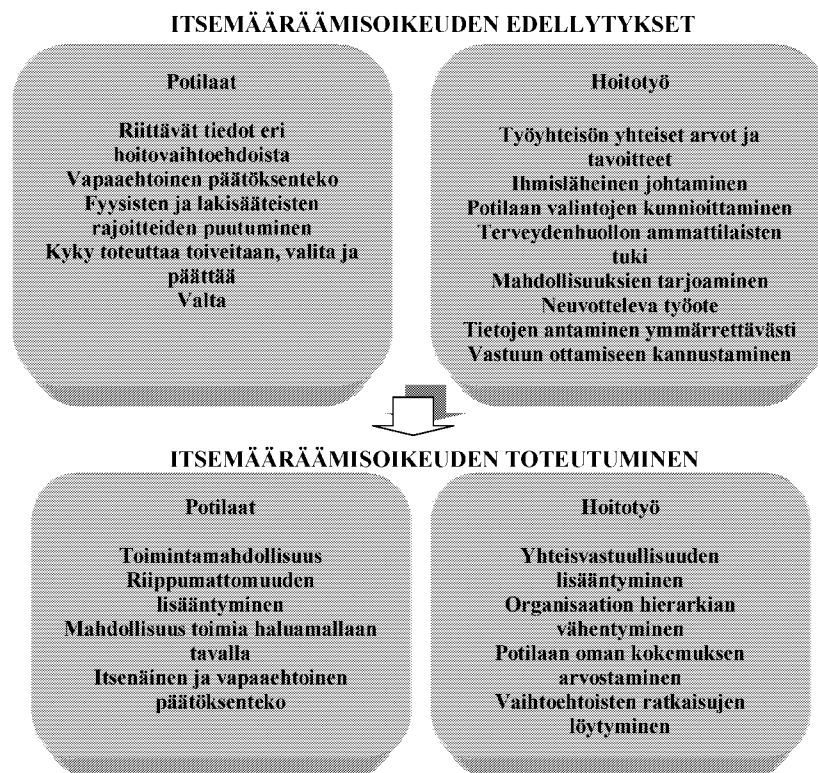 ITSEMÄÄRÄÄMISOIKEUDEN EDELLYTYKSET
Potilaat
Riittävät tiedot eri
hoitovaihtoehdoista
Vapaaehtoinen päätöksenteko
Fyysisten ja lakisääteisten
rajoitteiden puutuminen
Kyky toteuttaa toiveitaan, valita ja
päättää
Valta
Hoitotyö
Työyhteisön yhteiset arvot ja
tavoitteet
Ihmisläheinen johtaminen
Potilaan valintojen kunnioittaminen
Terveydenhuollon ammattilaisten
tuki
Mahdollisuuksien tarjoaminen
Neuvotteleva työote
Tietojen antaminen ymmärrettävästi
Vastuun ottamiseen kannustaminen
ITSEMÄÄRÄÄMISOIKEUDEN TOTEUTUMINEN
Potilaat
Toimintamahdollisuus
Riippumattomuuden
lisääntyminen
Mahdollisuus toimia haluamallaan
tavalla
Itsenäinen ja vapaaehtoinen
päätöksenteko
Hoitotyö
Yhteisvastuullisuuden
lisääntyminen
Organisaation hierarkian
vähentyminen
Potilaan oman kokemuksen
arvostaminen
Vaihtoehtoisten ratkaisujen
löytyminen